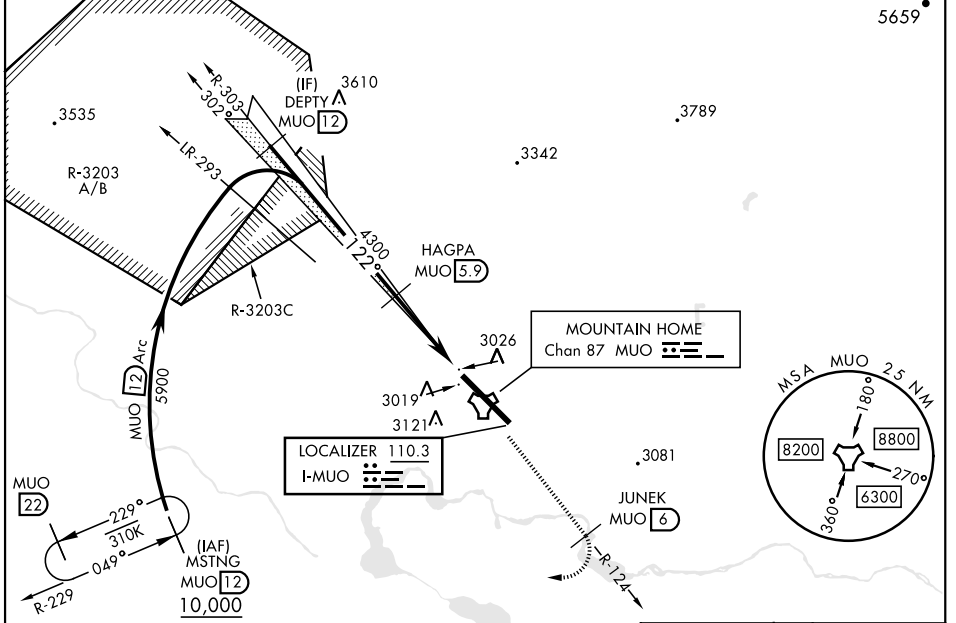 5659
R-303
302°
(IF)
DEPTY
MUO 12
3610
3535
3789
3342
R-3203
A/B
LR-293
4300
122°
HAGPA
MUO 5.9
R-3203C
MUO 12 Arc
5900
3026
MOUNTAIN HOME
Chan 87 MUO
3019
3121
LOCALIZER 110.3
I-MUO
3081
MSA MUO 25 NM
180°
8200
8800
270°
6300
360°
JUNEK
MUO 6
R-124
MUO
22
229°
310K
049°
R-229
(IAF)
MSTNG
MUO 12
10,000